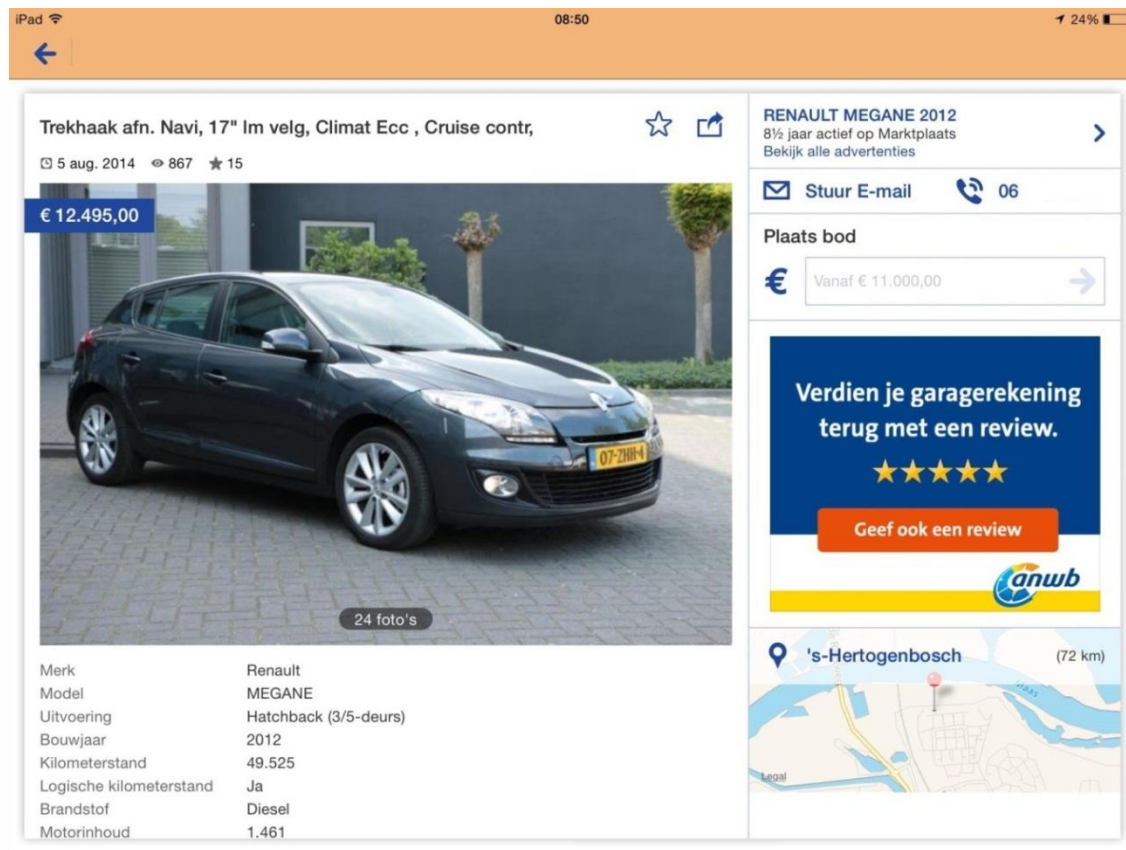 iPad 08:50 24%
Trekhaak afn. Navi, 17" lm velg, Climat Ecc , Cruise contr,
5 aug. 2014 867 15
€ 12.495,00
07-ZHH-4
24 foto's
Merk Renault
Model MEGANE
Uitvoering Hatchback (3/5-deurs)
Bouwjaar 2012
Kilometerstand 49.525
Logische kilometerstand Ja
Brandstof Diesel
Motorinhoud 1.461
RENAULT MEGANE 2012
8½ jaar actief op Marktplaats
Bekijk alle advertenties
Stuur E-mail 06
Plaats bod
€ Vanaf € 11.000,00
Verdien je garagerekening
terug met een review.
Geef ook een review
anwb
's-Hertogenbosch (72 km)
Maas
Legal